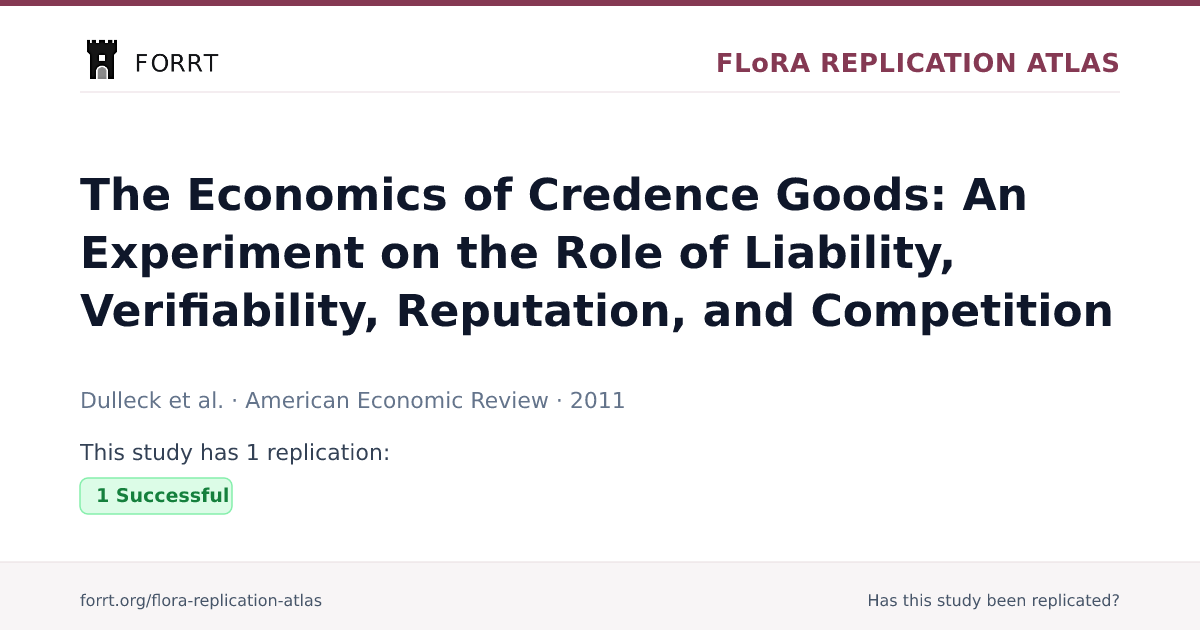 FORRT
FLoRA REPLICATION ATLAS
The Economics of Credence Goods: An
Experiment on the Role of Liability,
Verifiability, Reputation, and Competition
Dulleck et al. · American Economic Review · 2011
This study has 1 replication:
1 Successful
forrt.org/flora-replication-atlas
Has this study been replicated?